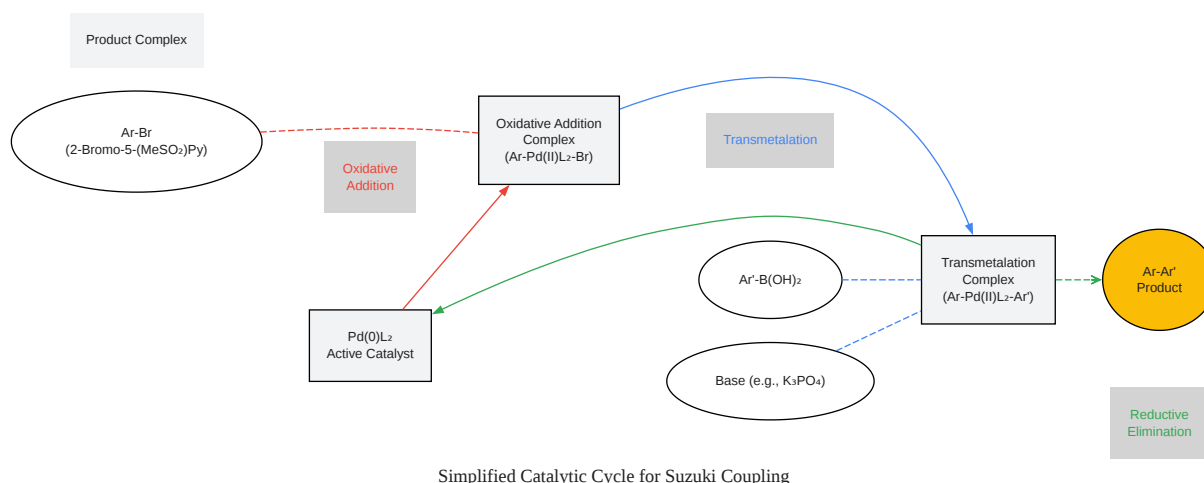 Product Complex
Ar-Br
(2-Bromo-5-(MeSO₂)Py)
Oxidative
Addition
Oxidative Addition
Complex
(Ar-Pd(II)L₂-Br)
Transmetalation
Pd(0)L₂
Active Catalyst
Ar'-B(OH)₂
Base (e.g., K₃PO₄)
Transmetalation
Complex
(Ar-Pd(II)L₂-Ar')
Ar-Ar'
Product
Reductive
Elimination
Simplified Catalytic Cycle for Suzuki Coupling